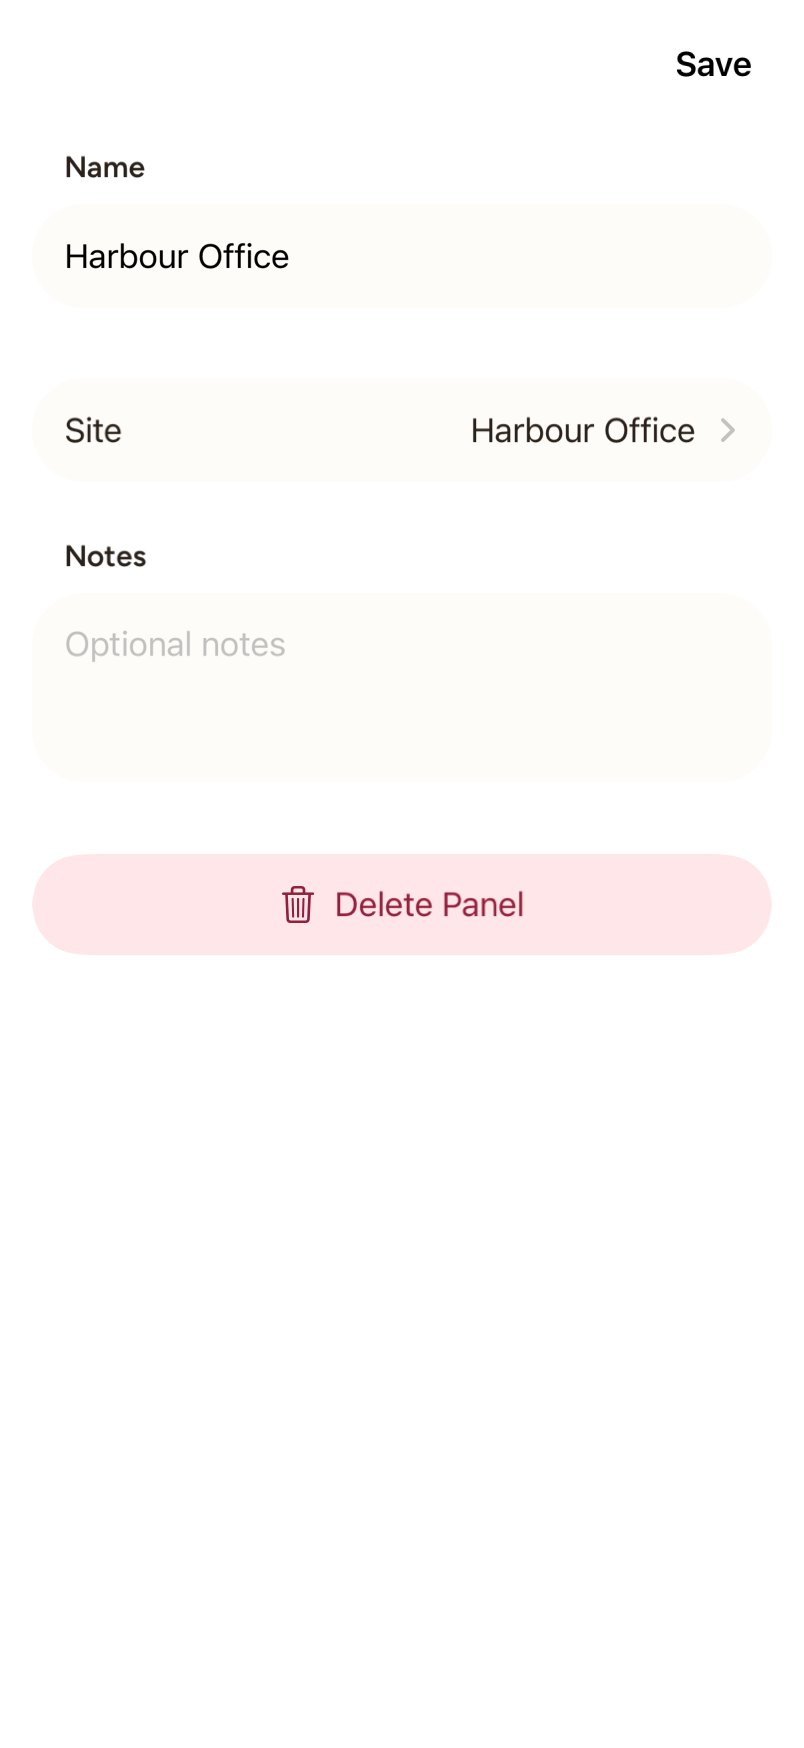 Save
Name
Harbour Office
Site Harbour Office
Notes
Optional notes
Delete Panel